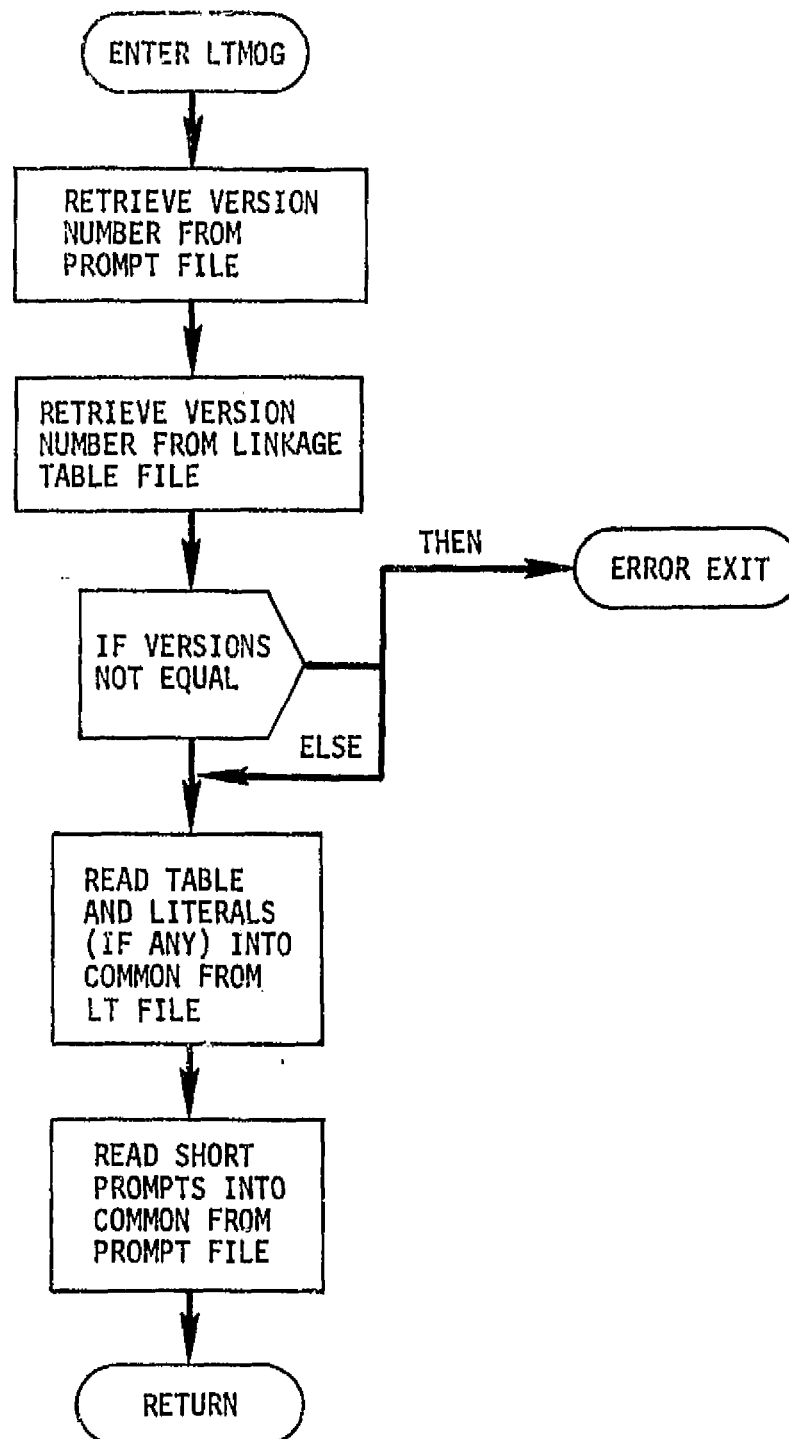 ENTER LTMOG
RETRIEVE VERSION
NUMBER FROM
PROMPT FILE
RETRIEVE VERSION
NUMBER FROM LINKAGE
TABLE FILE
THEN
ERROR EXIT
IF VERSIONS
NOT EQUAL
ELSE
READ TABLE
AND LITERALS
(IF ANY) INTO
COMMON FROM
LT FILE
READ SHORT
PROMPTS INTO
COMMON FROM
PROMPT FILE
RETURN